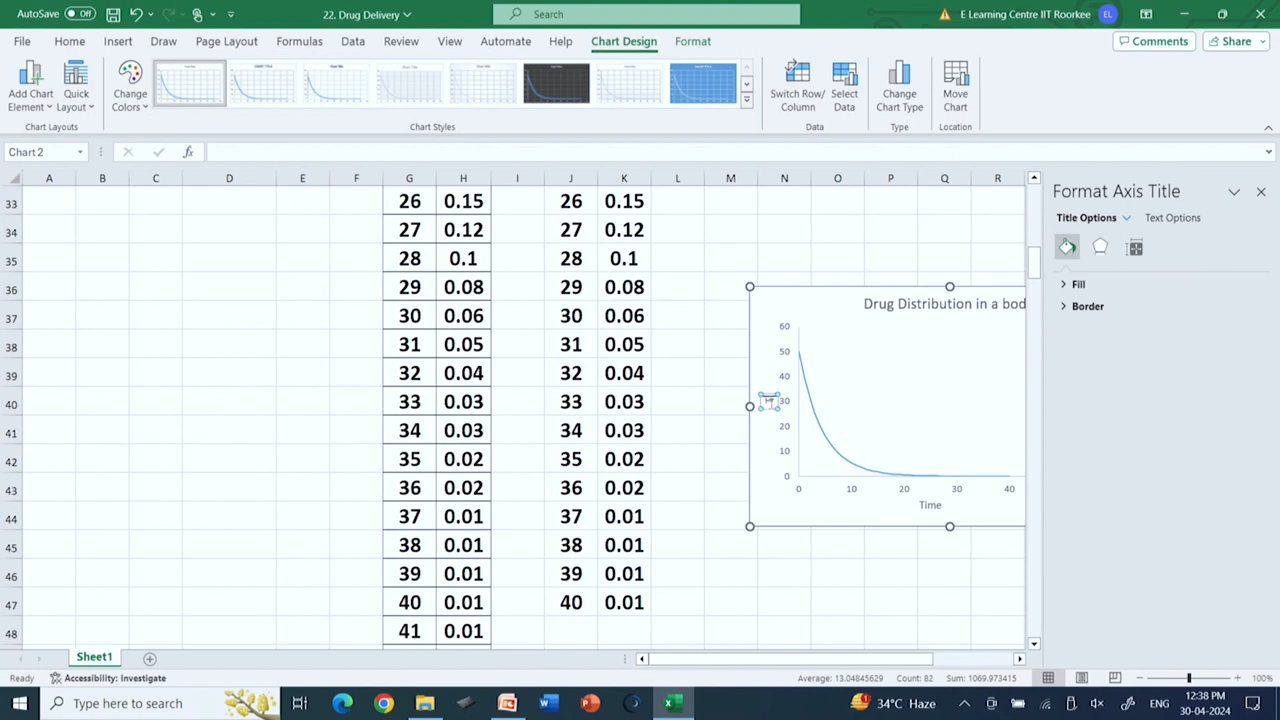 AutoSave Off 22. Drug Delivery Search E Learning Centre IIT Roorkee EL
File Home Insert Draw Page Layout Formulas Data Review View Automate Help Chart Design Format Comments Share
Add Chart Element Quick Layout Change Colors Switch Row/ Column Select Data Change Chart Type Move Chart
Chart Layouts Chart Styles Data Type Location
Chart 2 fx
A B C D E F G H I J K L M N O P Q R
33 26 0.15 26 0.15
34 27 0.12 27 0.12
35 28 0.1 28 0.1
36 29 0.08 29 0.08
37 30 0.06 30 0.06
38 31 0.05 31 0.05
39 32 0.04 32 0.04
40 33 0.03 33 0.03
41 34 0.03 34 0.03
42 35 0.02 35 0.02
43 36 0.02 36 0.02
44 37 0.01 37 0.01
45 38 0.01 38 0.01
46 39 0.01 39 0.01
47 40 0.01 40 0.01
48 41 0.01
Drug Distribution in a bod
60
50
40
30
20
10
0
0 10 20 30 40
Time
Format Axis Title
Title Options Text Options
Fill
Border
Sheet1
Ready Accessibility: Investigate Average: 13.04845629 Count: 82 Sum: 1069.973415 100%
Type here to search 34°C Haze ENG 12:38 PM
30-04-2024